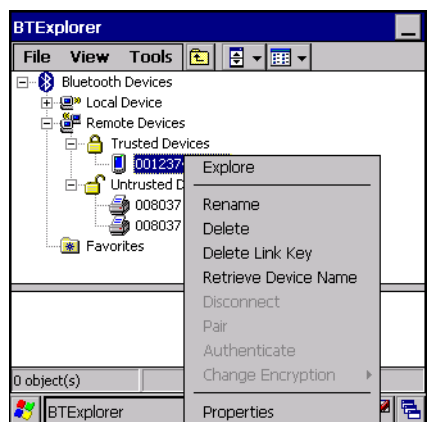 BTExplorer
File View Tools
Bluetooth Devices
Local Device
Remote Devices
Trusted Devices
001237
Explore
Untrusted D
Rename
008037
Delete
008037
Delete Link Key
Favorites
Retrieve Device Name
Disconnect
Pair
Authenticate
0 object(s)
Change Encryption
BTExplorer
Properties